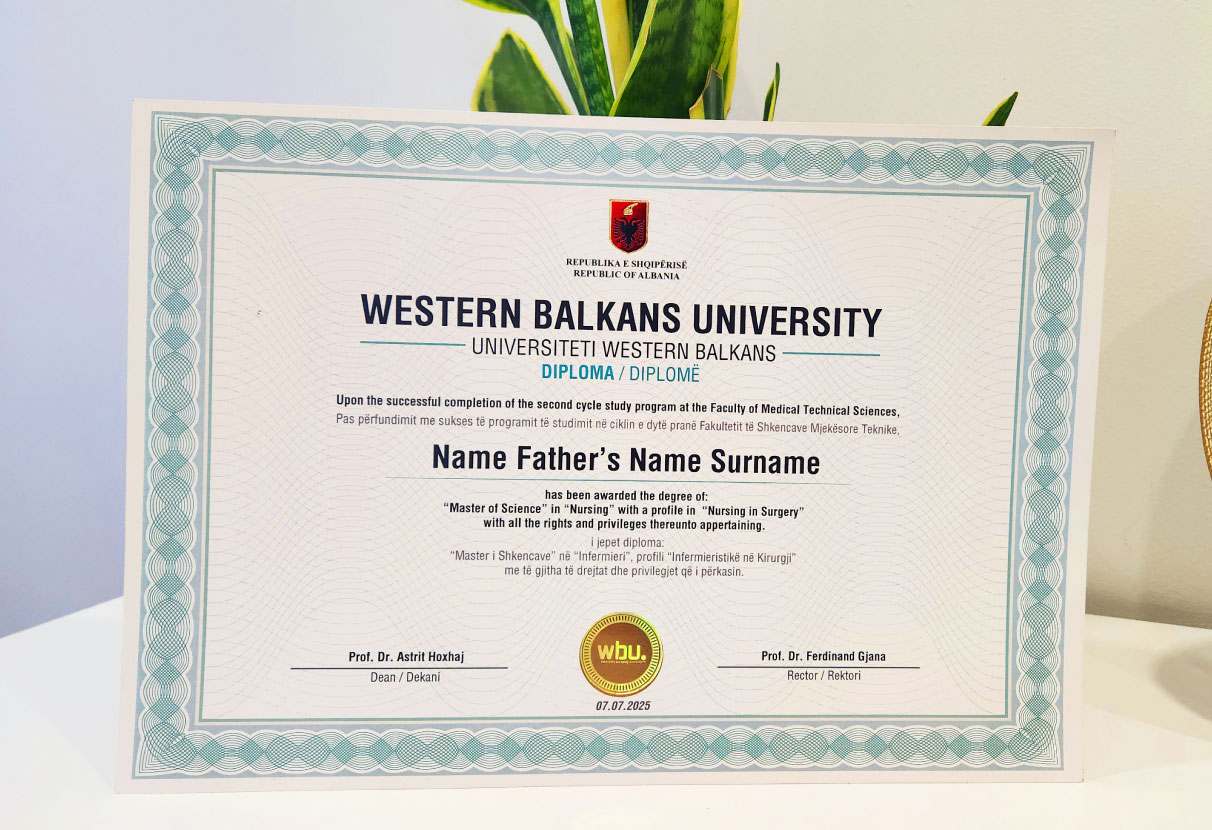 REPUBLIKA E SHQIPËRISË
REPUBLIC OF ALBANIA
WESTERN BALKANS UNIVERSITY
UNIVERSITETI WESTERN BALKANS
DIPLOMA / DIPLOMË
Upon the successful completion of the second cycle study program at the Faculty of Medical Technical Sciences,
Pas përfundimit me sukses të programit të studimit në ciklin e dytë pranë Fakultetit të Shkencave Mjekësore Teknike,
Name Father’s Name Surname
has been awarded the degree of:
“Master of Science” in “Nursing” with a profile in “Nursing in Surgery”
with all the rights and privileges thereunto appertaining.
i jepet diploma:
“Master i Shkencave” në “Infermieri”, profili “Infermieristikë në Kirurgji”
me të gjitha të drejtat dhe privilegjet që i përkasin.
Prof. Dr. Astrit Hoxhaj
Dean / Dekani
wbu.
07.07.2025
Prof. Dr. Ferdinand Gjana
Rector / Rektori